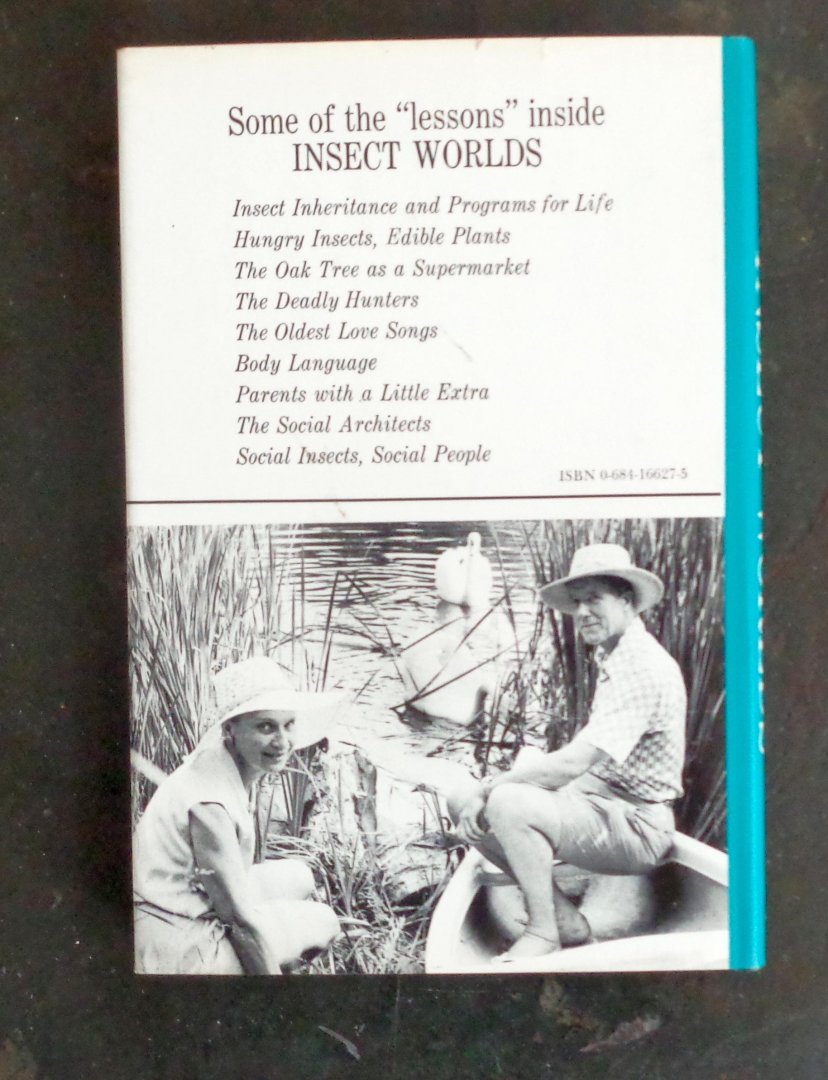 Some of the “lessons” inside
INSECT WORLDS
Insect Inheritance and Programs for Life
Hungry Insects, Edible Plants
The Oak Tree as a Supermarket
The Deadly Hunters
The Oldest Love Songs
Body Language
Parents with a Little Extra
The Social Architects
Social Insects, Social People
ISBN 0-684-16627-5